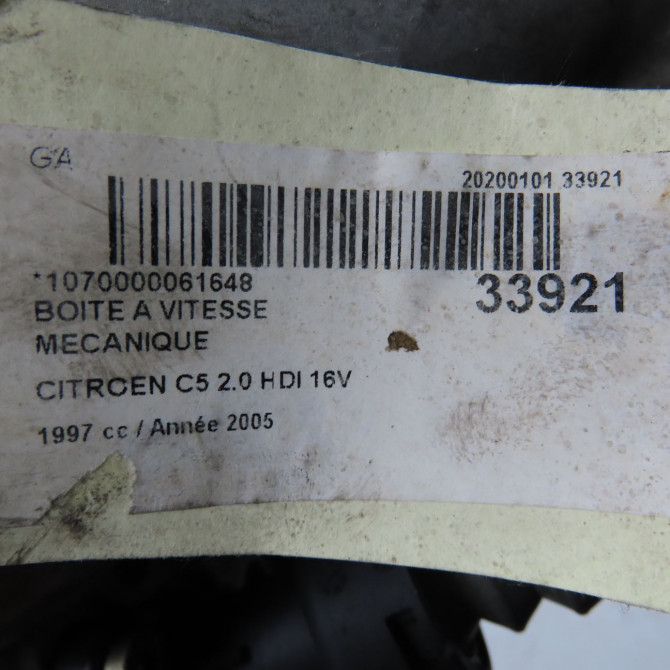 GA
20200101 33921
*1070000061648
33921
BOITE A VITESSE
MECANIQUE
CITROEN C5 2.0 HDI 16V
1997 cc / Année 2005